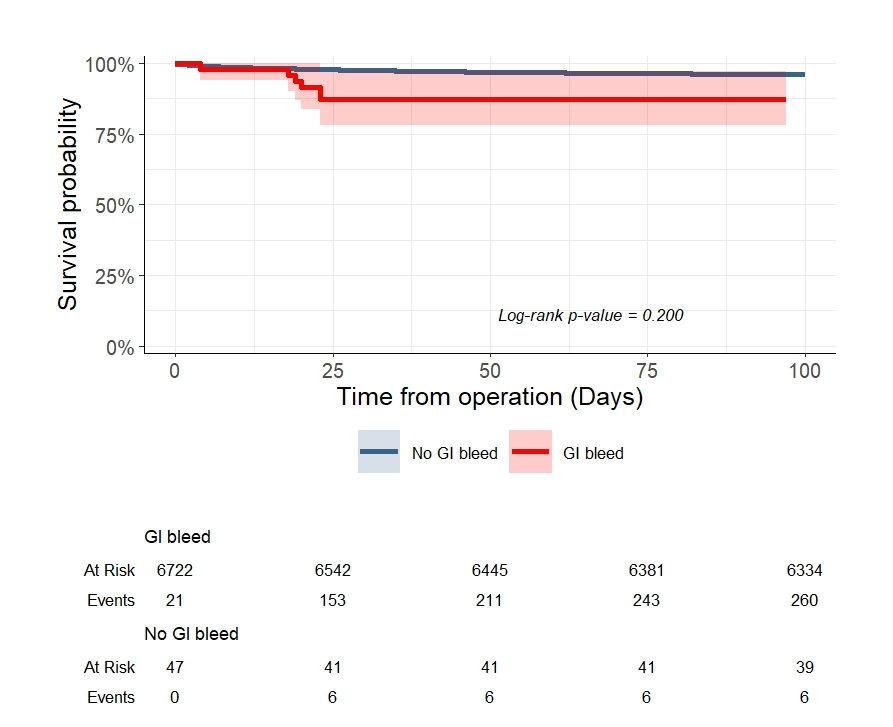 100%
75%
50%
25%
0%
Survival probability
Log-rank p-value = 0.200
0 25 50 75 100
Time from operation (Days)
No GI bleed GI bleed
GI bleed
At Risk 6722 6542 6445 6381 6334
Events 21 153 211 243 260
No GI bleed
At Risk 47 41 41 41 39
Events 0 6 6 6 6